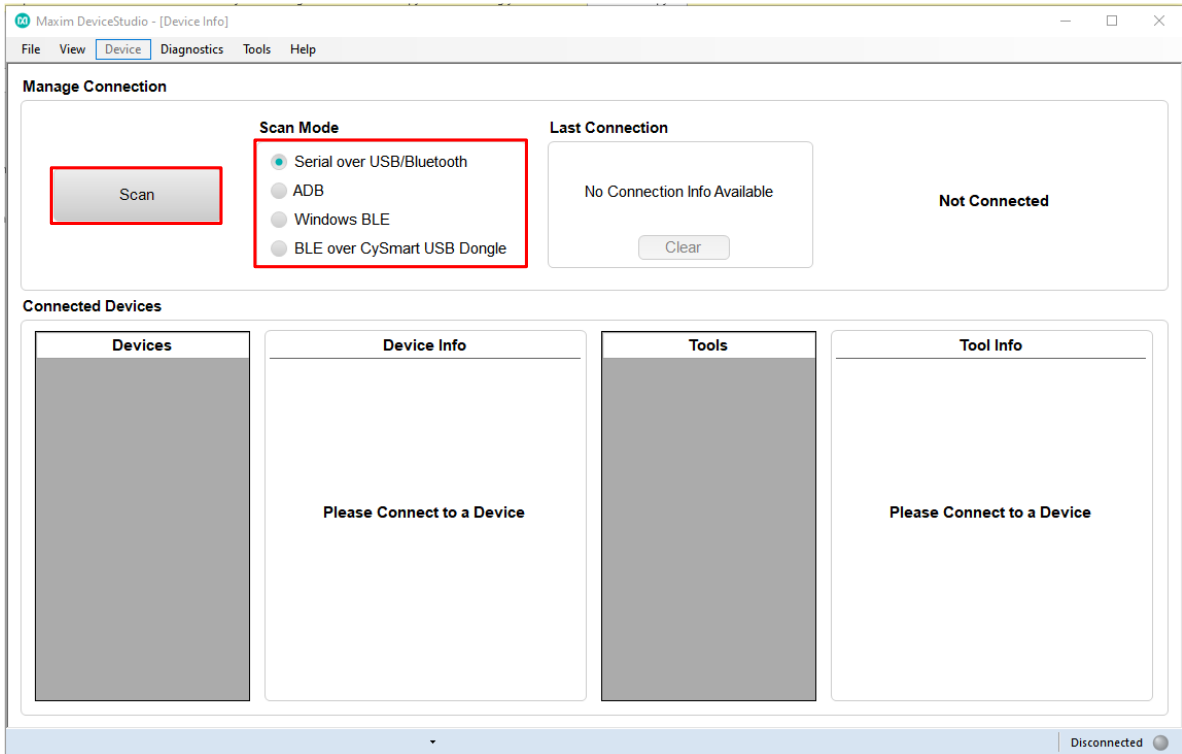 Maxim DeviceStudio - [Device Info]
File View Device Diagnostics Tools Help
Manage Connection
Scan
Scan Mode
Serial over USB/Bluetooth
ADB
Windows BLE
BLE over CySmart USB Dongle
Last Connection
No Connection Info Available
Clear
Not Connected
Connected Devices
Devices
Device Info
Please Connect to a Device
Tools
Tool Info
Please Connect to a Device
Disconnected